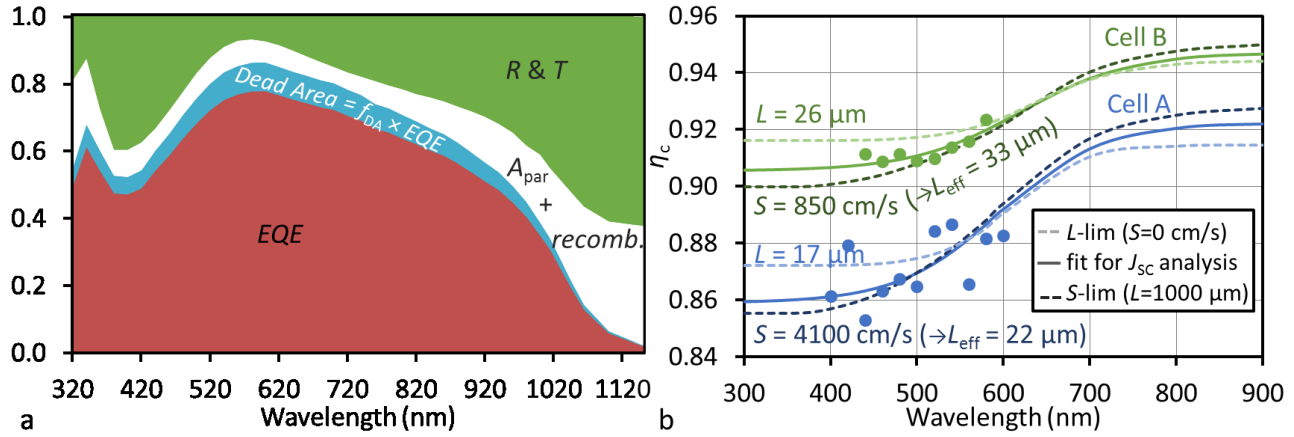 1.0
0.8
0.6
0.4
0.2
0.0
R & T
Dead Area = fDA × EQE
Apar
+
recomb.
EQE
320 420 520 620 720 820 920 1020 1120
Wavelength (nm)
a
0.96
0.94
0.92
0.90
0.88
0.86
0.84
ηc
Cell B
Cell A
L = 26 µm
S = 850 cm/s (→Leff = 33 µm)
L = 17 µm
S = 4100 cm/s (→Leff = 22 µm)
L-lim (S=0 cm/s)
fit for JSC analysis
S-lim (L=1000 µm)
300 400 500 600 700 800 900
Wavelength (nm)
b